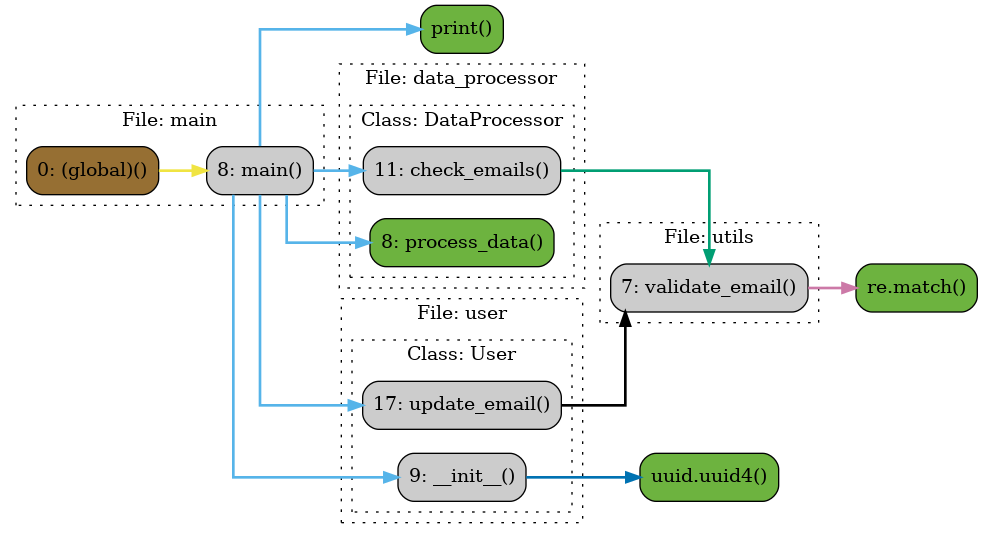 print()
File: data_processor
File: main
Class: DataProcessor
0: (global)()
8: main()
11: check_emails()
8: process_data()
File: utils
7: validate_email()
re.match()
File: user
Class: User
17: update_email()
9: __init__()
uuid.uuid4()